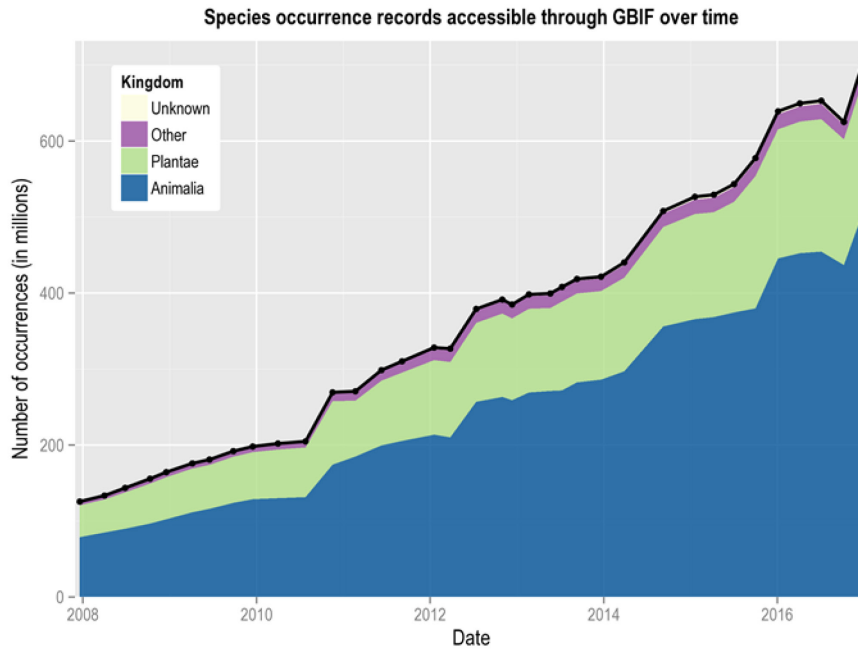 Species occurrence records accessible through GBIF over time
Kingdom
Unknown
Other
Plantae
Animalia
Number of occurrences (in millions)
600
400
200
0
2008 2010 2012 2014 2016
Date